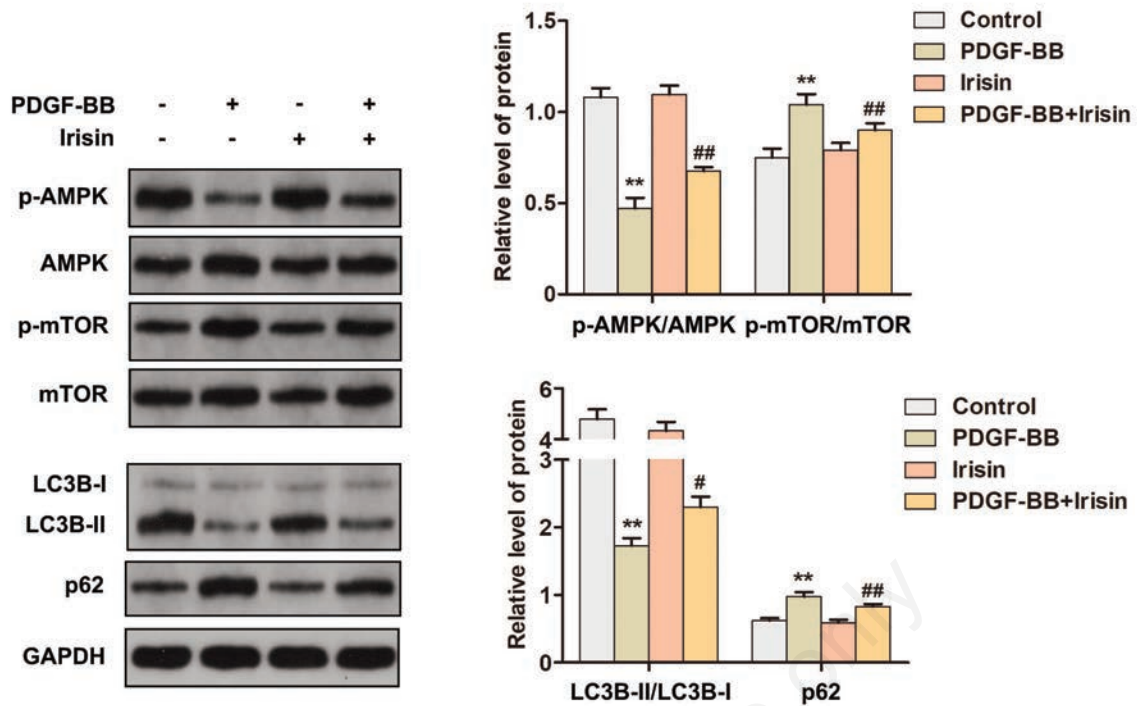 PDGF-BB - + - +
Irisin - - + +
p-AMPK
AMPK
p-mTOR
mTOR
LC3B-I
LC3B-II
p62
GAPDH
Relative level of protein
1.5
1.0
0.5
0
**
##
**
##
p-AMPK/AMPK p-mTOR/mTOR
Control
PDGF-BB
Irisin
PDGF-BB+Irisin
Relative level of protein
6
4
3
2
1
0
**
#
**
##
LC3B-II/LC3B-I p62
Control
PDGF-BB
Irisin
PDGF-BB+Irisin
only